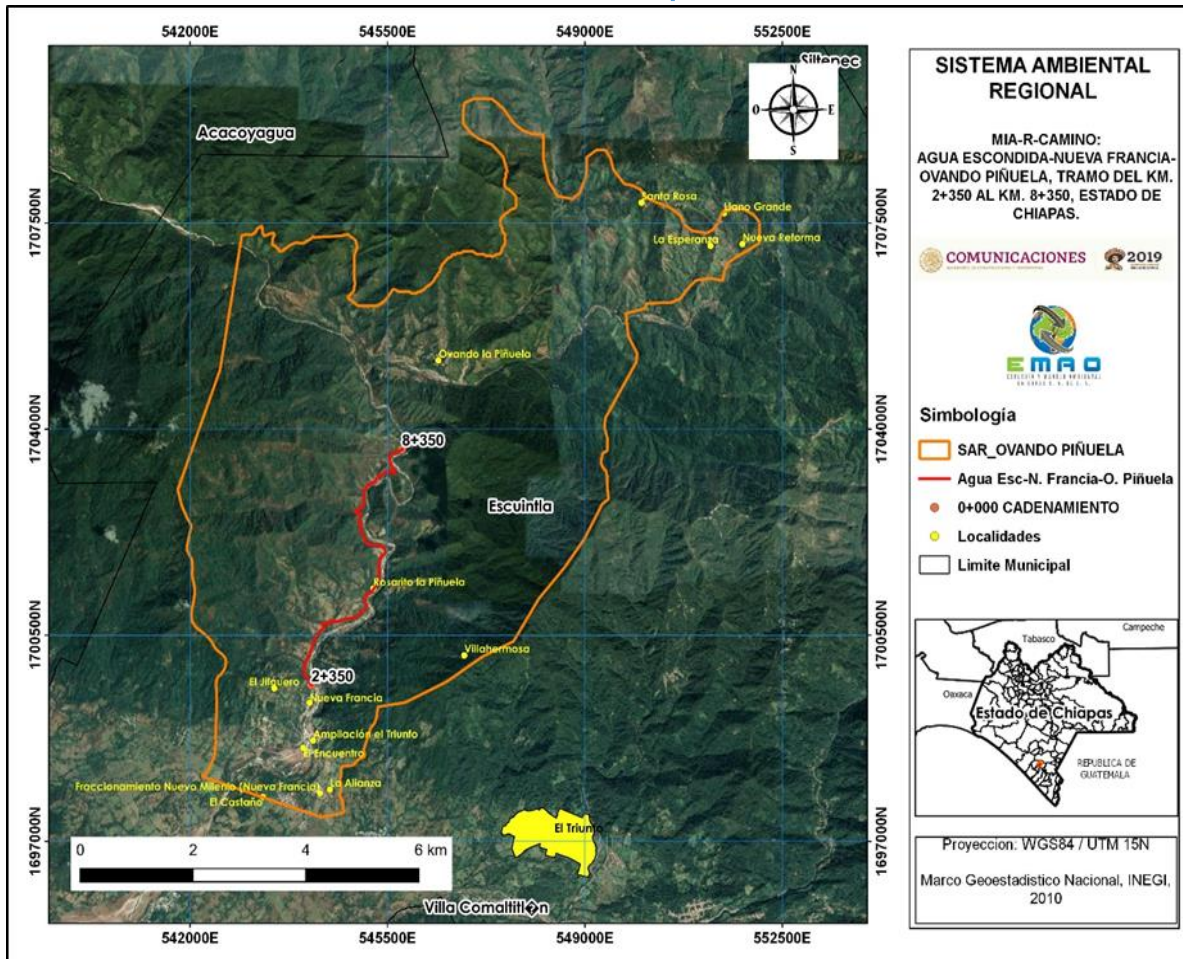 542000E
545500E
549000E
552500E
Siltepec
N
O
E
S
Acacoyagua
1707500N
1707500N
Santa Rosa
Llano Grande
La Esperanza
Nueva Reforma
Ovando la Piñuela
1704000N
1704000N
8+350
Escuintla
Rosarito la Piñuela
1700500N
1700500N
Villahermosa
2+350
El Jilguero
Nueva Francia
Ampliación el Triunfo
El Encuentro
Fraccionamiento Nuevo Milenio (Nueva Francia)
La Alianza
El Castaño
1697000N
1697000N
El Triunfo
0 2 4 6 km
Villa Comaltitl�n
542000E
545500E
549000E
552500E
SISTEMA AMBIENTAL
REGIONAL
MIA-R-CAMINO:
AGUA ESCONDIDA-NUEVA FRANCIA-
OVANDO PIÑUELA, TRAMO DEL KM.
2+350 AL KM. 8+350, ESTADO DE
CHIAPAS.
COMUNICACIONES
2019
EMAO
Simbología
SAR_OVANDO PIÑUELA
Agua Esc-N. Francia-O. Piñuela
0+000 CADENAMIENTO
Localidades
Limite Municipal
Campeche
Tabasco
Oaxaca
Estado de Chiapas
REPUBLICA DE
GUATEMALA
Proyeccion: WGS84 / UTM 15N
Marco Geoestadistico Nacional, INEGI,
2010